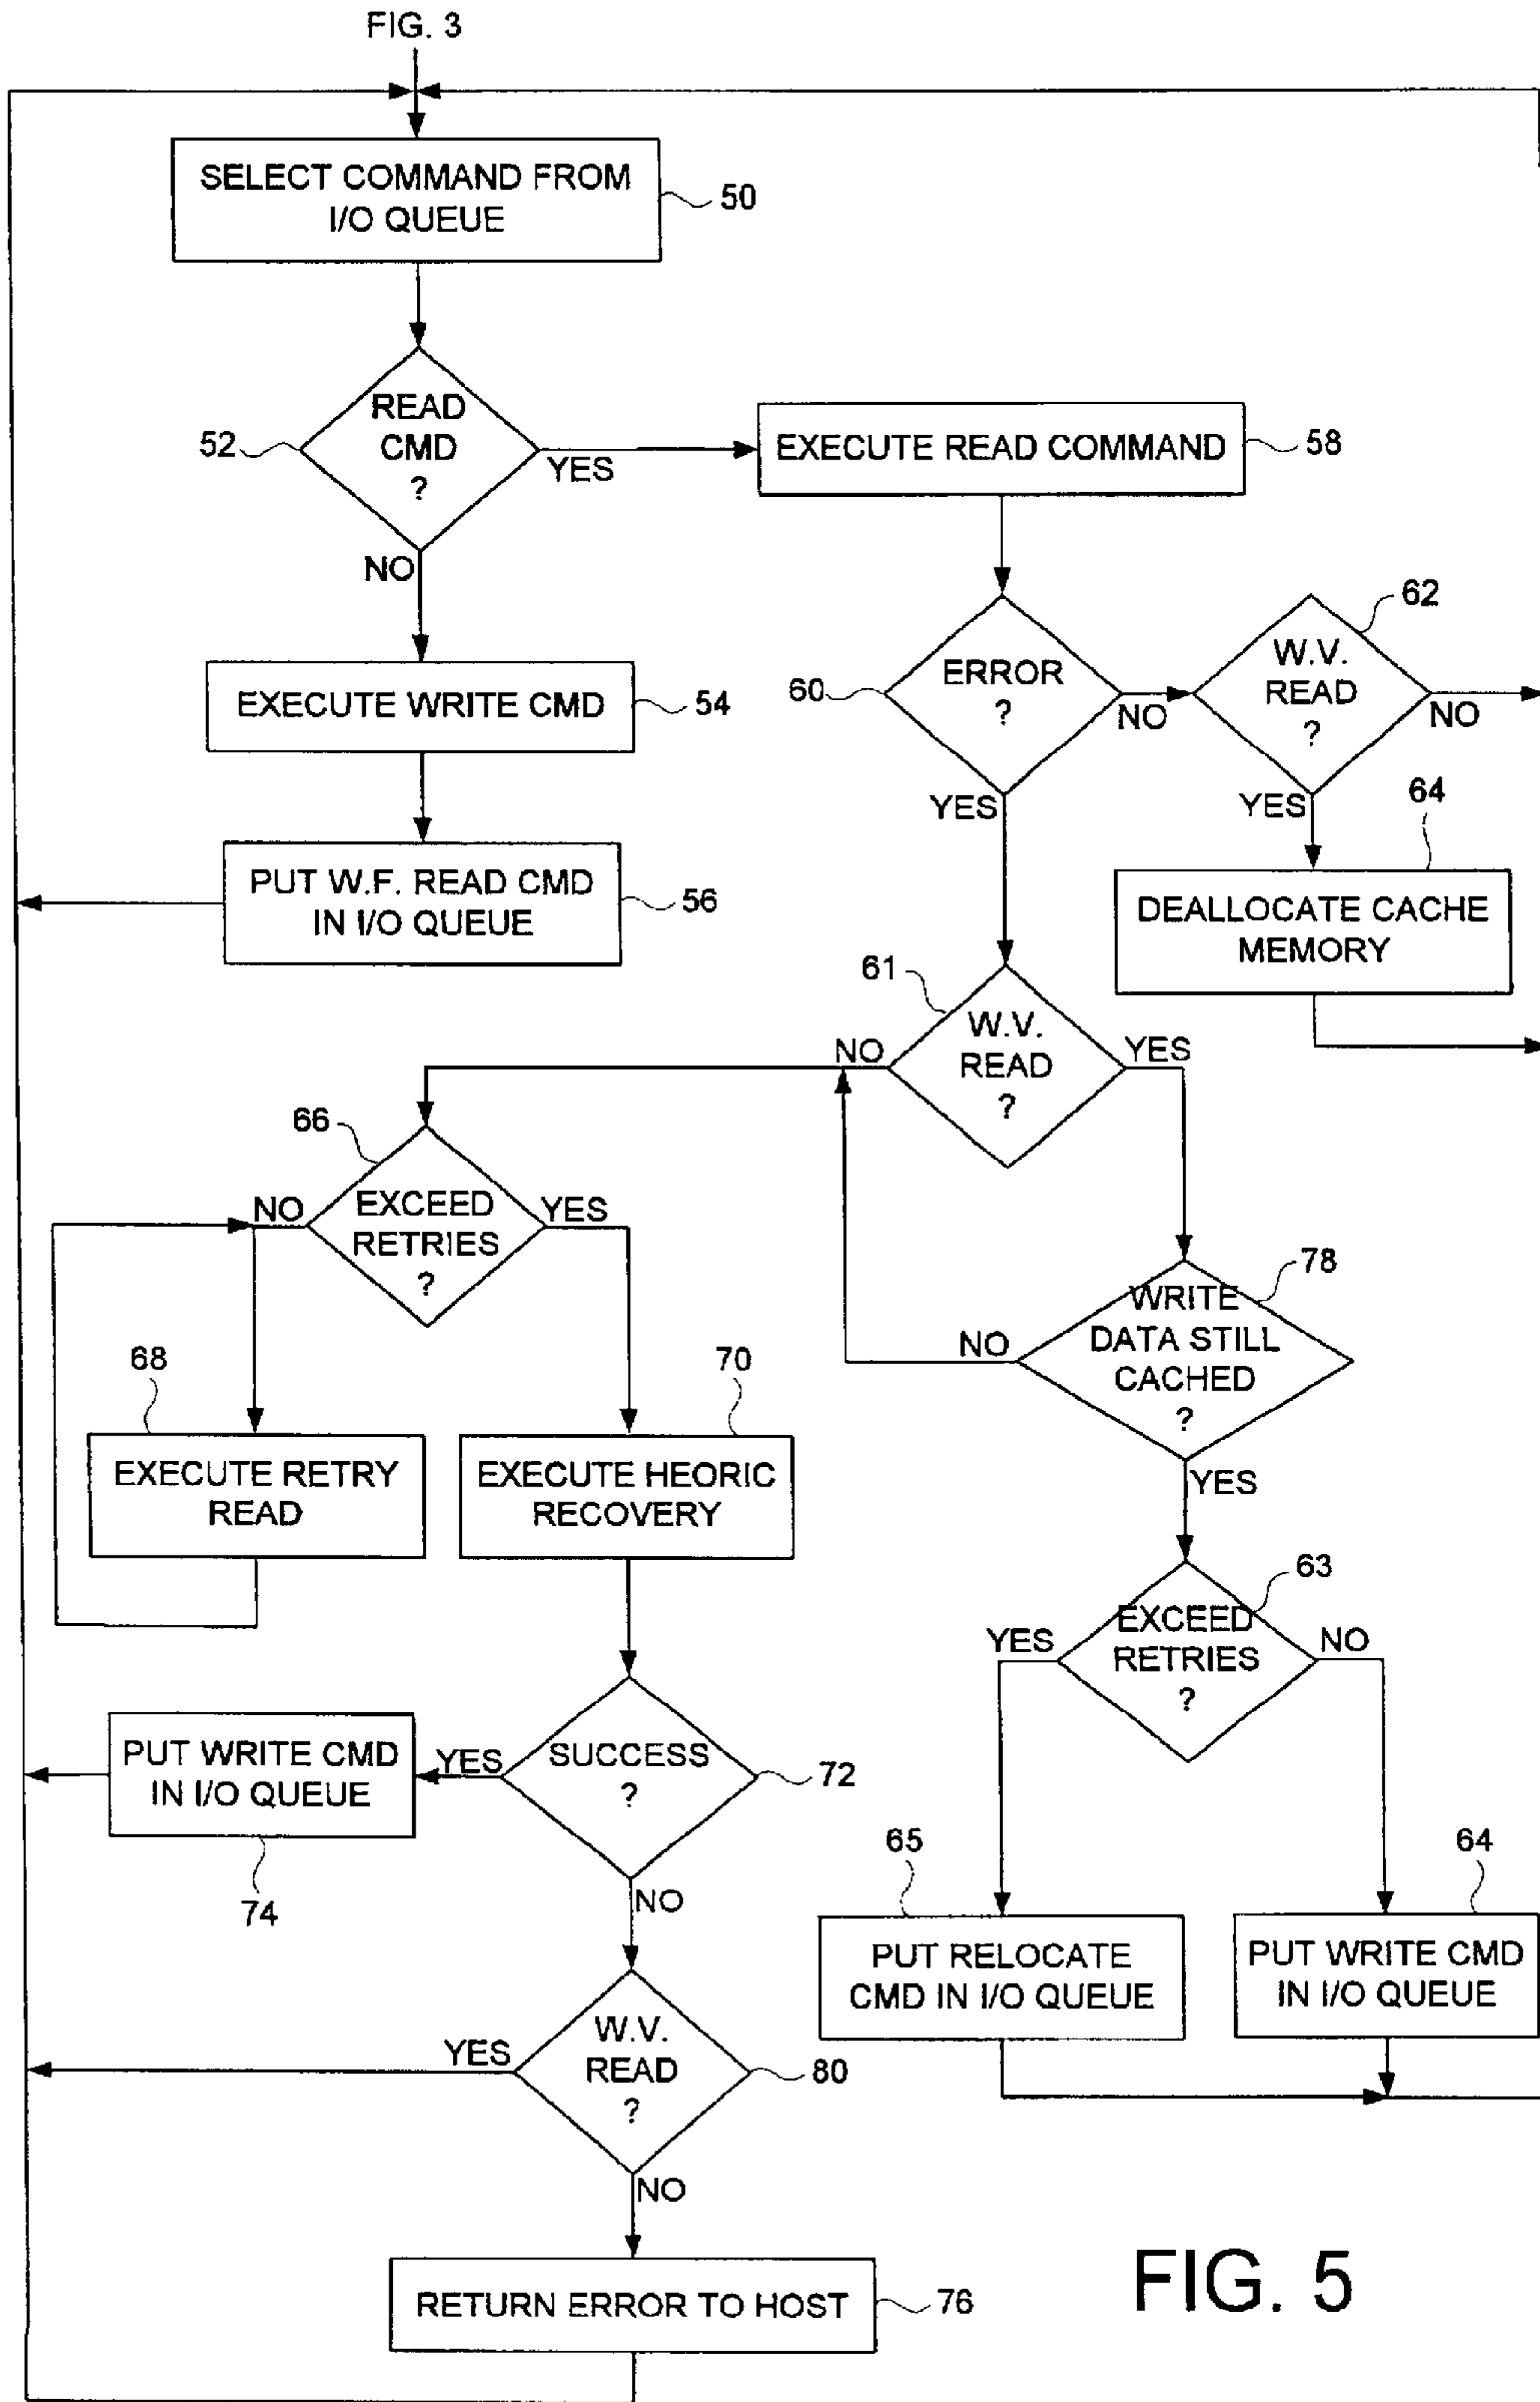 FIG. 3
SELECT COMMAND FROM
I/O QUEUE
50
READ
CMD
?
52
YES
NO
EXECUTE READ COMMAND
58
EXECUTE WRITE CMD
54
PUT W.F. READ CMD
IN I/O QUEUE
56
ERROR
?
60
NO
YES
W.V.
READ
?
62
NO
YES
64
DEALLOCATE CACHE
MEMORY
61
W.V.
READ
?
NO
YES
66
EXCEED
RETRIES
?
NO
YES
68
EXECUTE RETRY
READ
70
EXECUTE HEORIC
RECOVERY
78
WRITE
DATA STILL
CACHED
?
NO
YES
63
EXCEED
RETRIES
?
YES
NO
SUCCESS
?
72
YES
NO
PUT WRITE CMD
IN I/O QUEUE
74
65
PUT RELOCATE
CMD IN I/O QUEUE
64
PUT WRITE CMD
IN I/O QUEUE
W.V.
READ
?
80
YES
NO
RETURN ERROR TO HOST
76
FIG. 5